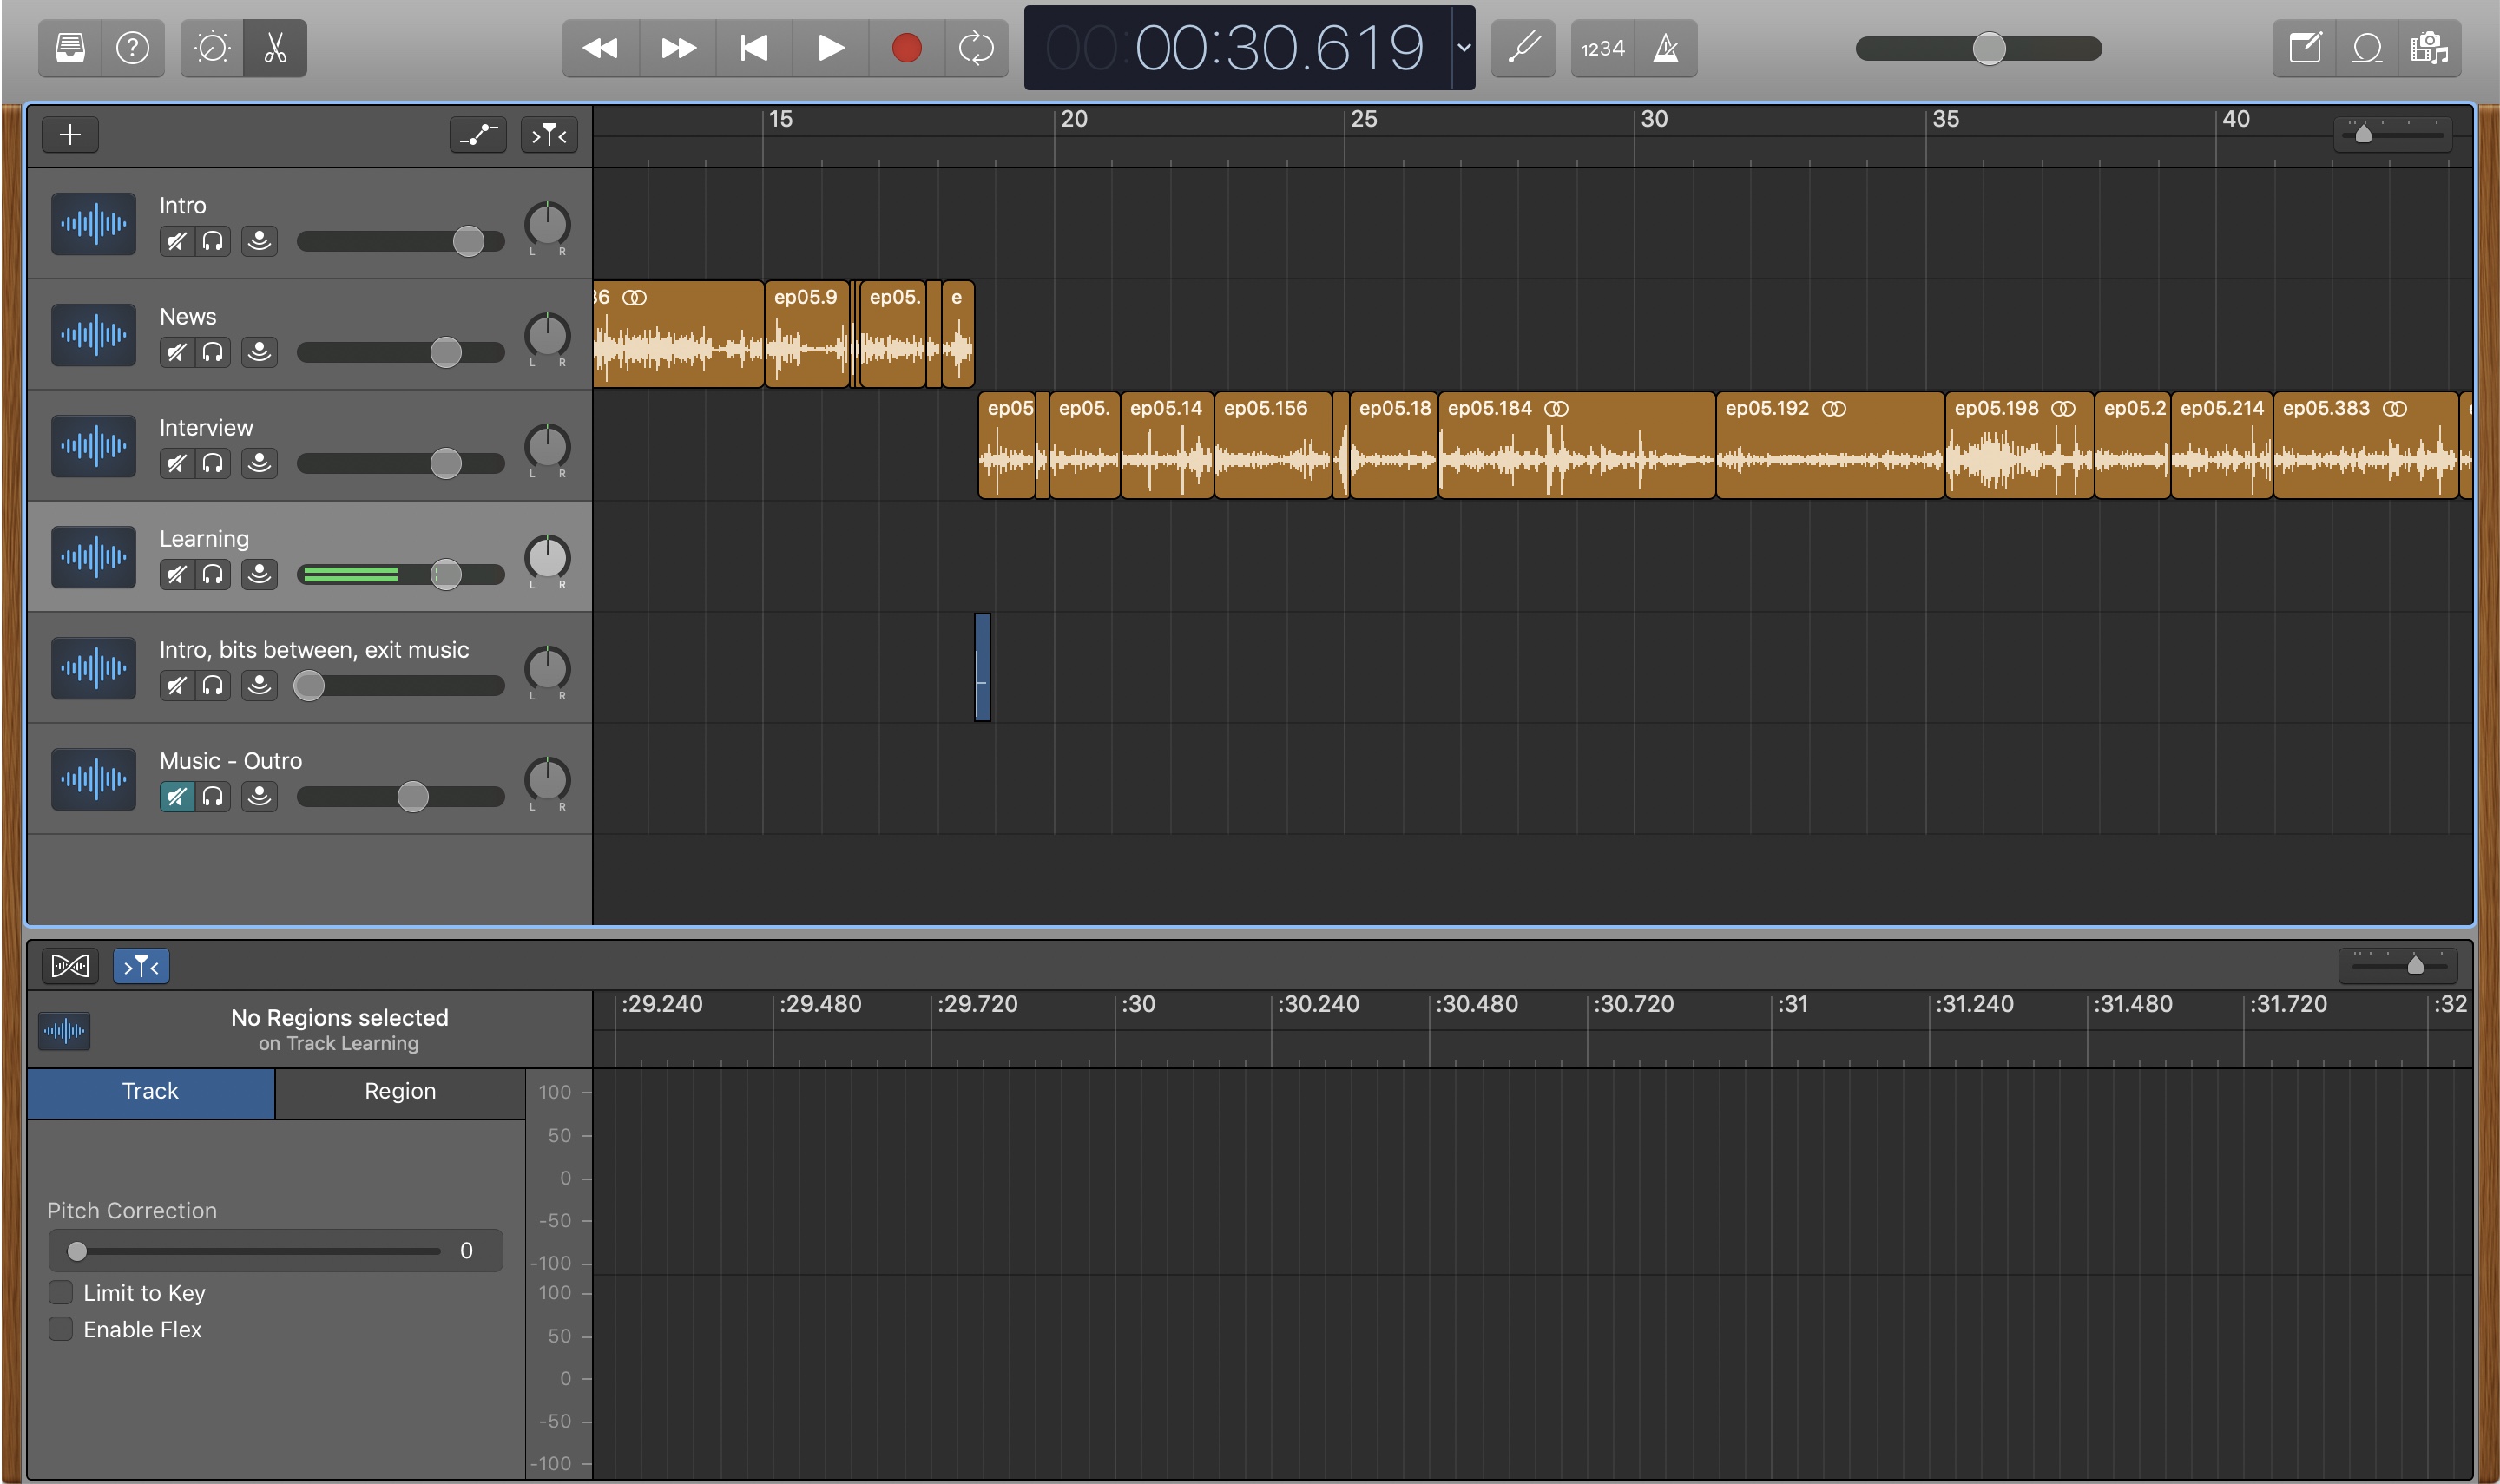 00:00:30.619
1234
15 20 25 30 35 40
Intro
L R
36 ep05.9 ep05. e
News
L R
ep05 ep05. ep05.14 ep05.156 ep05.18 ep05.184 ep05.192 ep05.198 ep05.2 ep05.214 ep05.383
Interview
L R
Learning
L R
Intro, bits between, exit music
L R
Music - Outro
L R
:29.240 :29.480 :29.720 :30 :30.240 :30.480 :30.720 :31 :31.240 :31.480 :31.720 :32
No Regions selected
on Track Learning
Track Region
100
50
0
-50
-100
Pitch Correction
0
100
Limit to Key
50
Enable Flex
0
-50
-100